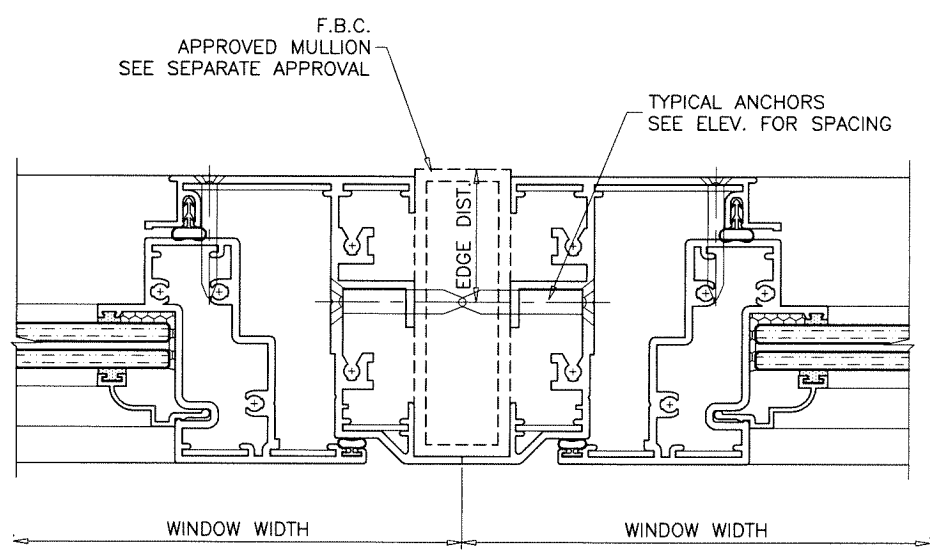 F.B.C.
APPROVED MULLION
SEE SEPARATE APPROVAL
TYPICAL ANCHORS
SEE ELEV. FOR SPACING
EDGE DIST.
WINDOW WIDTH
WINDOW WIDTH